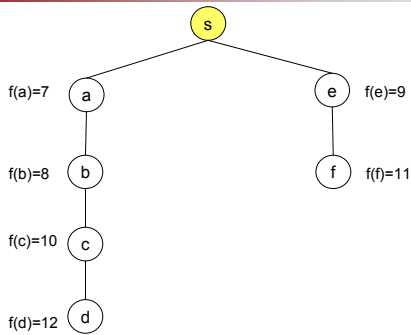 s
f(a)=7 a e f(e)=9
f(b)=8 b f f(f)=11
f(c)=10 c
f(d)=12 d